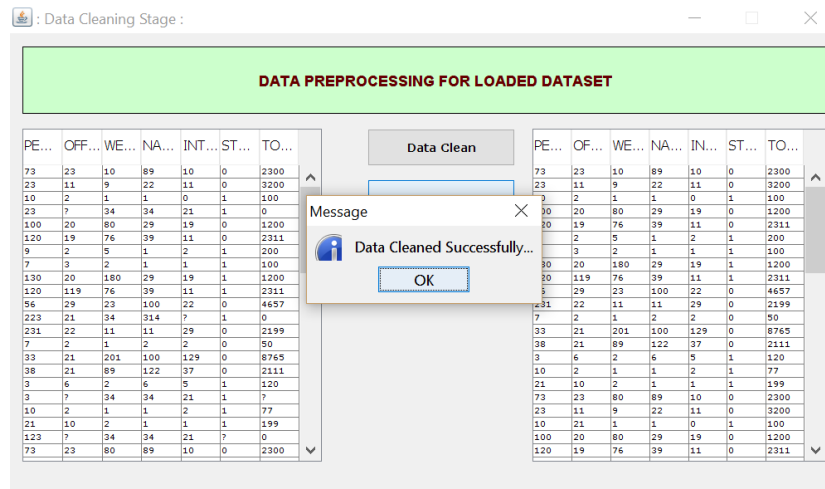 : Data Cleaning Stage :
DATA PREPROCESSING FOR LOADED DATASET
PE... OFF... WE... NA... INT... ST... TO...
73 23 10 89 10 0 2300
23 11 9 22 11 0 3200
10 2 1 1 0 1 100
23 ? 34 34 21 1 0
100 20 80 29 19 0 1200
120 19 76 39 11 0 2311
9 2 5 1 2 1 200
7 3 2 1 1 1 100
130 20 180 29 19 1 1200
120 119 76 39 11 1 2311
56 29 23 100 22 0 4657
223 21 34 314 ? 1 0
231 22 11 11 29 0 2199
7 2 1 2 2 0 50
33 21 201 100 129 0 8765
38 21 89 122 37 0 2111
3 6 2 6 5 1 120
3 ? 34 34 21 1 ?
10 2 1 1 2 1 77
21 10 2 1 1 1 199
123 ? 34 34 21 ? 0
73 23 80 89 10 0 2300
Data Clean
Message
Data Cleaned Successfully...
OK
PE... OF... WE... NA... IN... ST... TO...
73 23 10 89 10 0 2300
23 11 9 22 11 0 3200
2 1 1 0 1 100
20 80 29 19 0 1200
19 76 39 11 0 2311
2 5 1 2 1 200
3 2 1 1 1 100
20 180 29 19 1 1200
119 76 39 11 1 2311
29 23 100 22 0 4657
231 22 11 11 29 0 2199
7 2 1 2 2 0 50
33 21 201 100 129 0 8765
38 21 89 122 37 0 2111
3 6 2 6 5 1 120
10 2 1 1 2 1 77
21 10 2 1 1 1 199
73 23 80 89 10 0 2300
23 11 9 22 11 0 3200
10 21 1 1 0 1 100
100 20 80 29 19 0 1200
120 19 76 39 11 0 2311